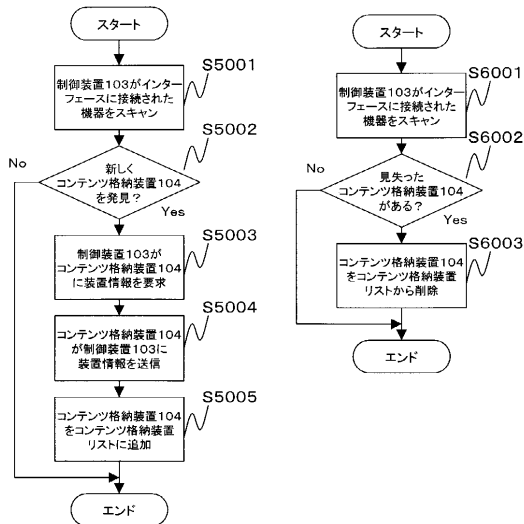 スタート
S5001
制御装置103がインター
フェースに接続された
機器をスキャン
S5002
No
新しく
コンテンツ格納装置104
を発見?
Yes
S5003
制御装置103が
コンテンツ格納装置104
に装置情報を要求
S5004
コンテンツ格納装置104
が制御装置103に
装置情報を送信
S5005
コンテンツ格納装置104
をコンテンツ格納装置
リストに追加
エンド
スタート
S6001
制御装置103がインター
フェースに接続された
機器をスキャン
S6002
No
見失った
コンテンツ格納装置104
がある?
Yes
S6003
コンテンツ格納装置104
をコンテンツ格納装置
リストから削除
エンド